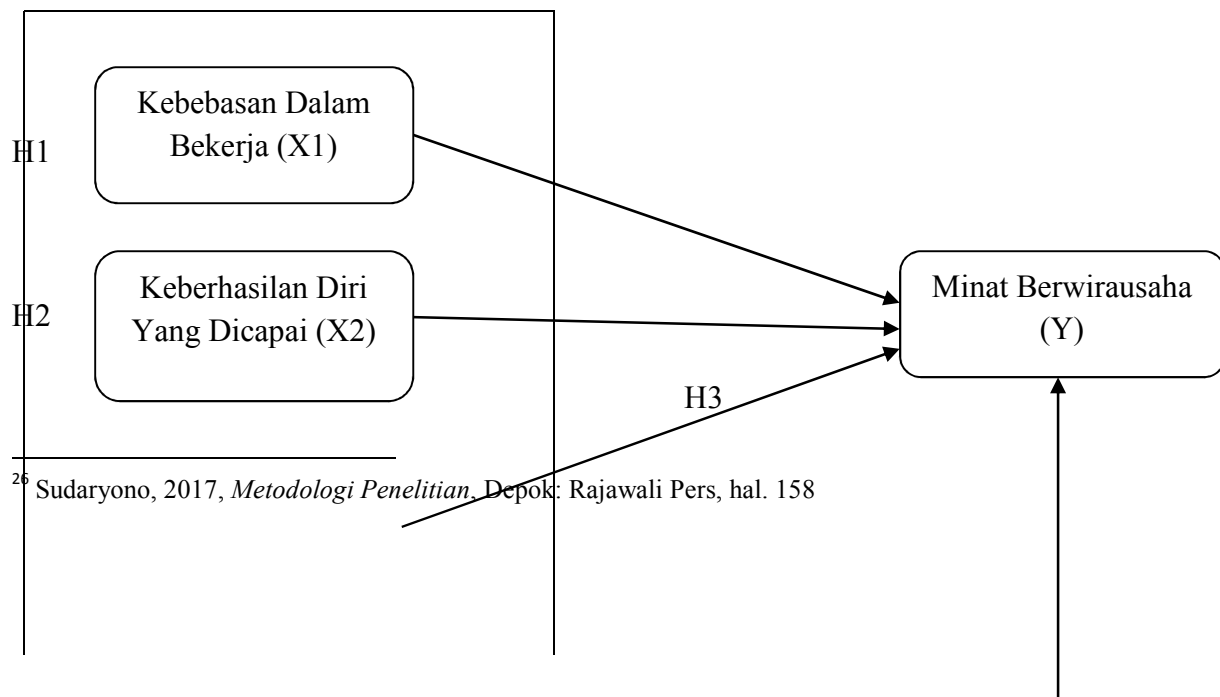 Kebebasan Dalam
Bekerja (X1)
H1
Keberhasilan Diri
Yang Dicapai (X2)
H2
Minat Berwirausaha
(Y)
H3
26 Sudaryono, 2017, Metodologi Penelitian, Depok: Rajawali Pers, hal. 158